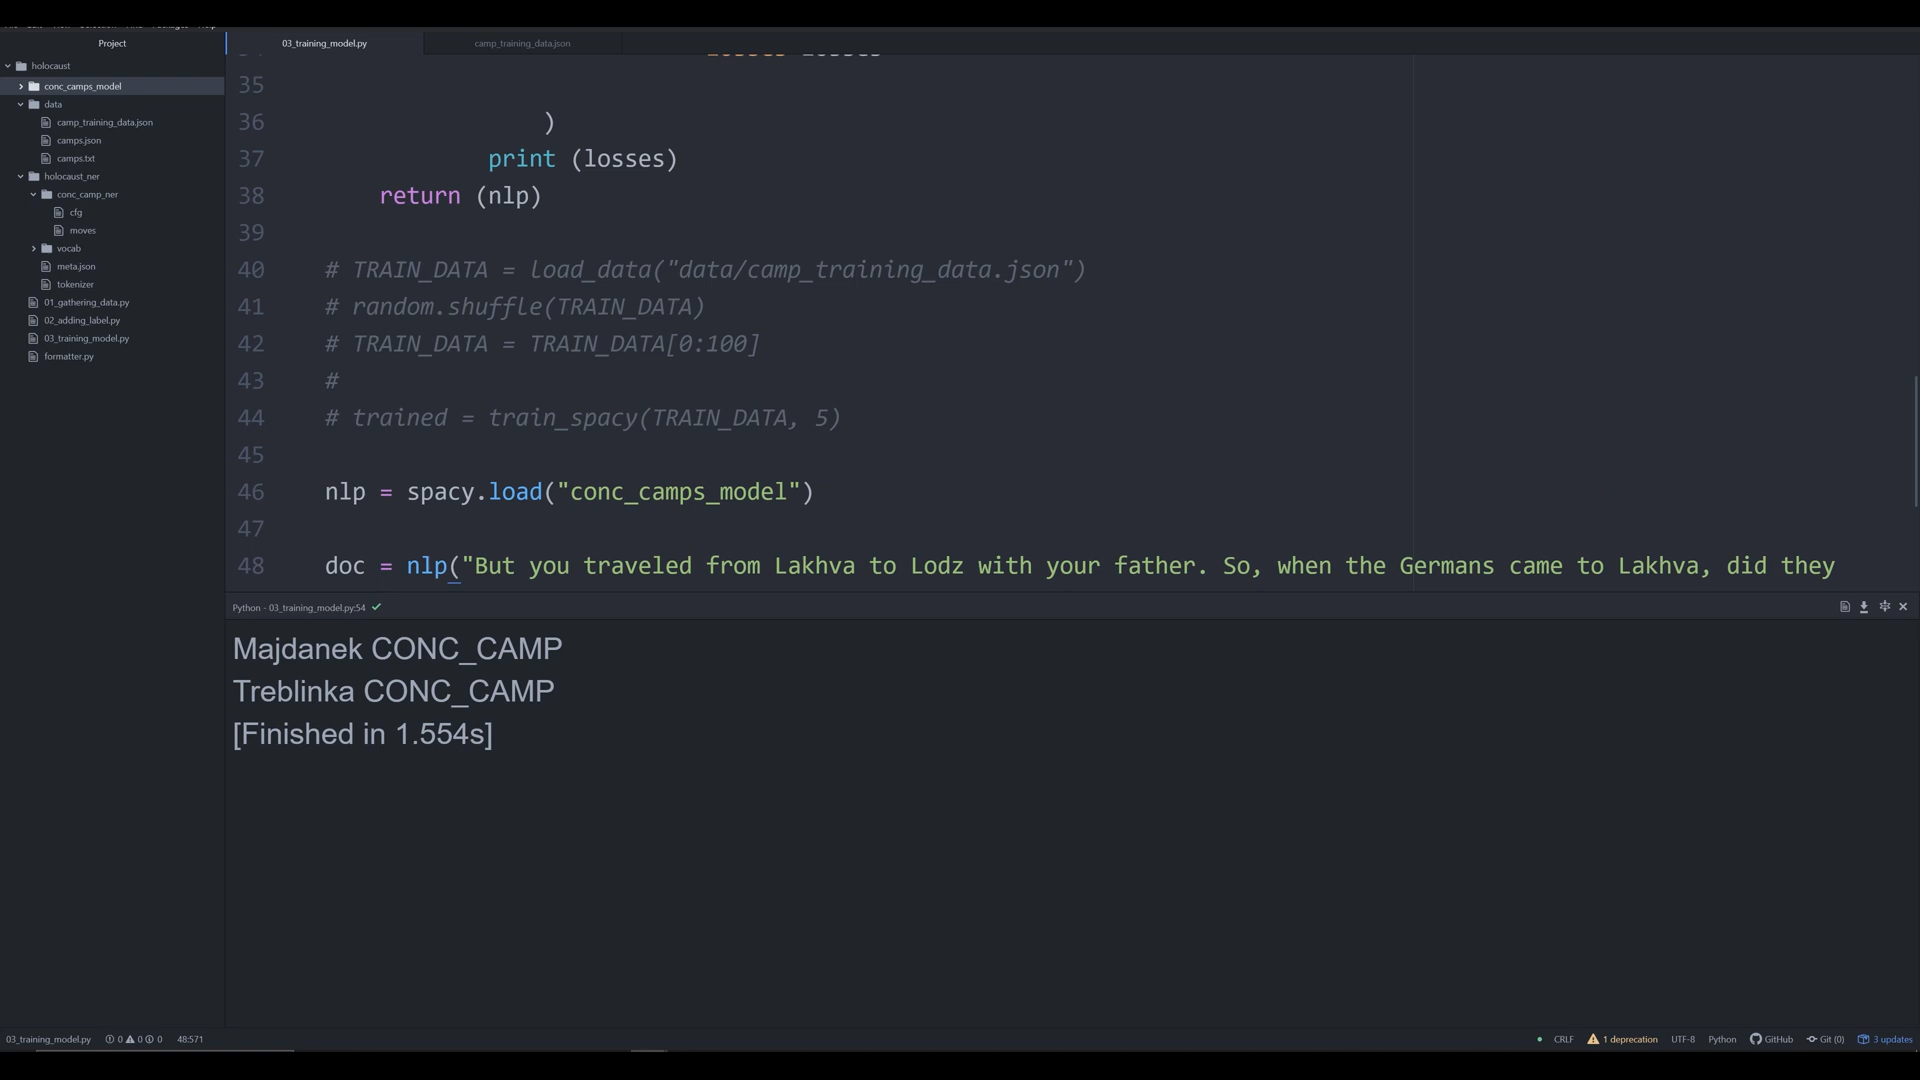 Project
03_training_model.py
camp_training_data.json
holocaust
conc_camps_model
data
camp_training_data.json
camps.json
camps.txt
holocaust_ner
conc_camp_ner
cfg
moves
vocab
meta.json
tokenizer
01_gathering_data.py
02_adding_label.py
03_training_model.py
formatter.py
35
36 )
37 print (losses)
38 return (nlp)
39
40 # TRAIN_DATA = load_data("data/camp_training_data.json")
41 # random.shuffle(TRAIN_DATA)
42 # TRAIN_DATA = TRAIN_DATA[0:100]
43 #
44 # trained = train_spacy(TRAIN_DATA, 5)
45
46 nlp = spacy.load("conc_camps_model")
47
48 doc = nlp("But you traveled from Lakhva to Lodz with your father. So, when the Germans came to Lakhva, did they
Python - 03_training_model.py:54
Majdanek CONC_CAMP
Treblinka CONC_CAMP
[Finished in 1.554s]
03_training_model.py 0 0 0 48:571 CRLF 1 deprecation UTF-8 Python GitHub Git (0) 3 updates